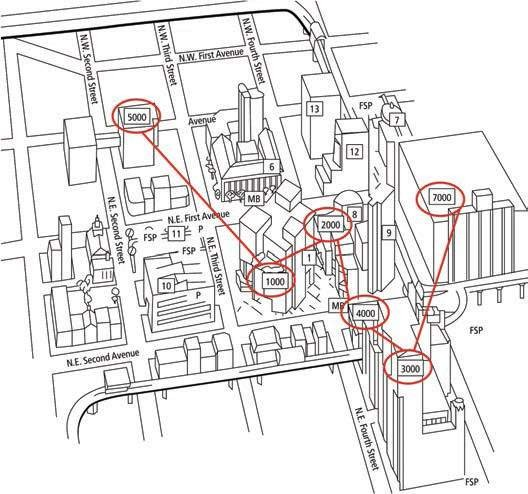 N.W. Second Street
N.W. Third Street
N.W. Fourth Street
N.W. First Avenue
5000
Avenue
13
FSP
7
12
6
MB
7000
N.E. Second Street
N.E. First Avenue
FSP
11
P
FSP
N.E. Third Street
10
P
2000
8
9
1
1000
MB
4000
3000
FSP
N.E. Second Avenue
N.E. Fourth Street
FSP